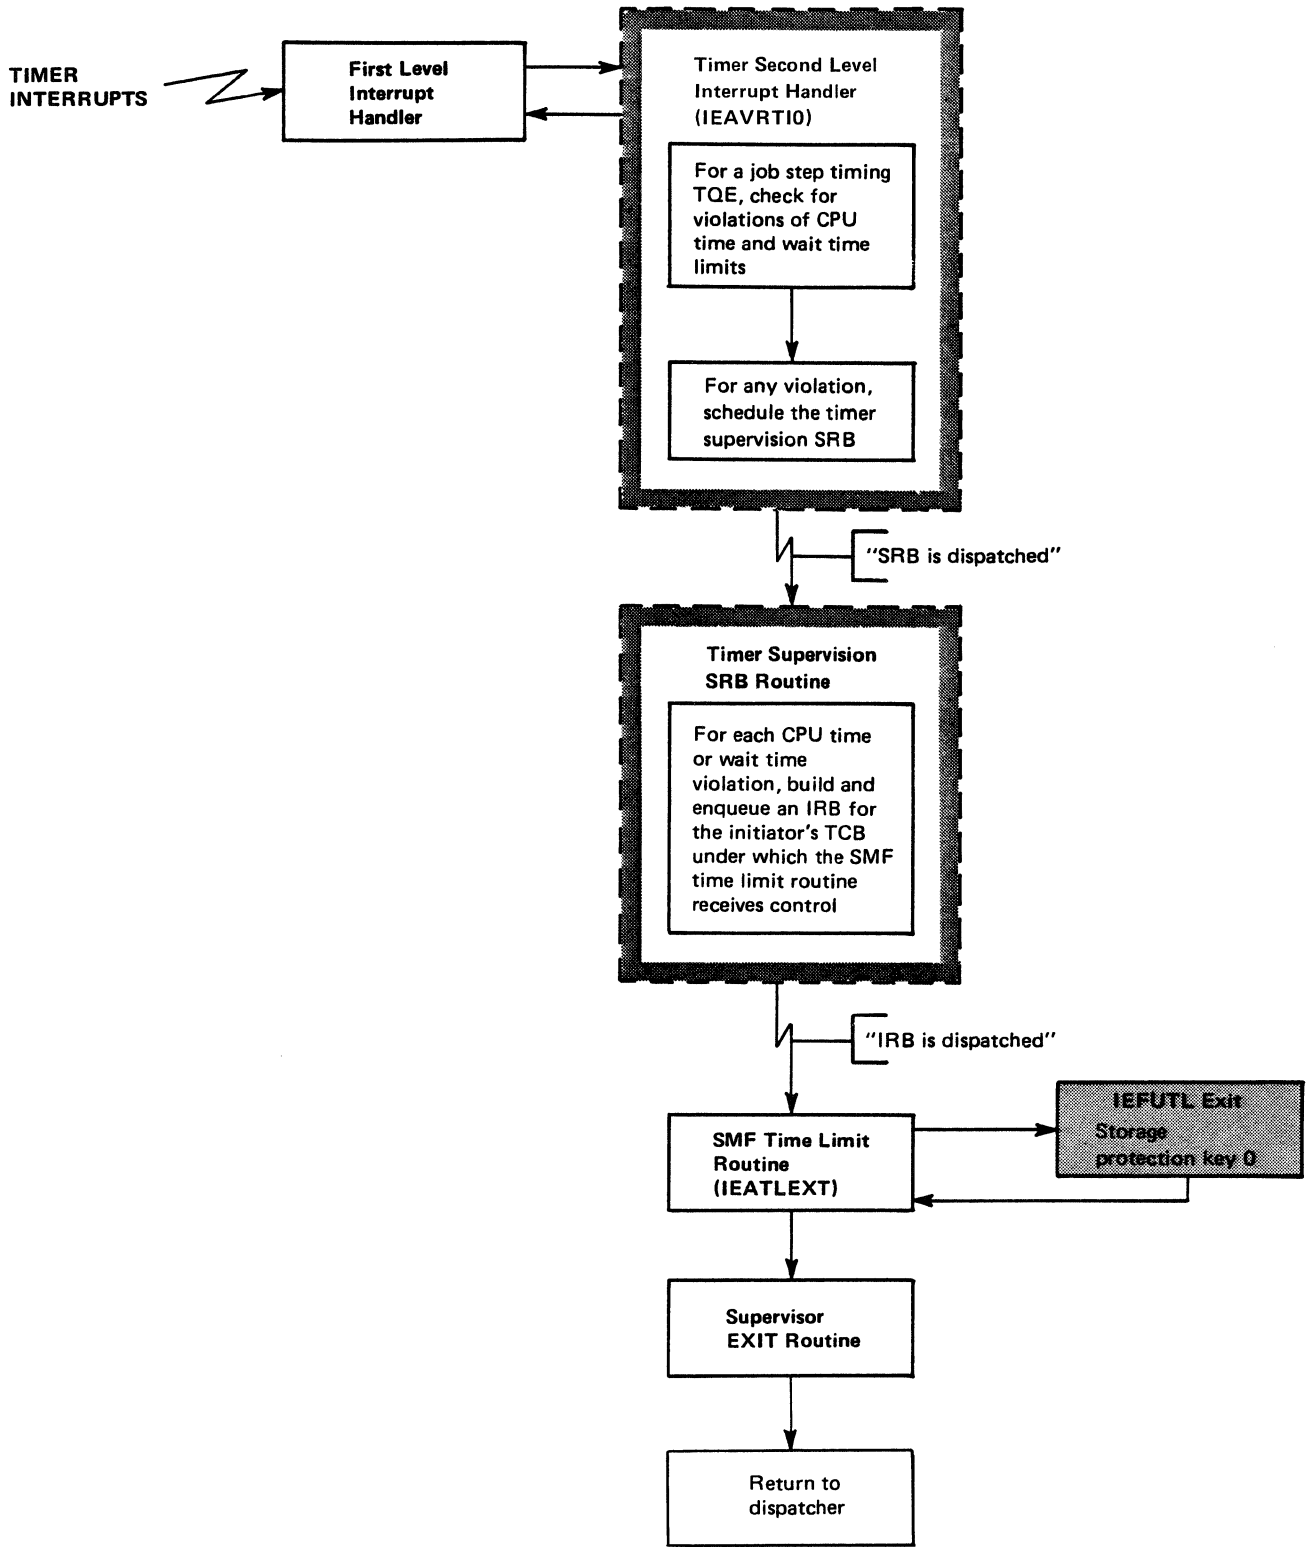 TIMER
INTERRUPTS
First Level
Interrupt
Handler
Timer Second Level
Interrupt Handler
(IEAVRTI0)
For a job step timing
TQE, check for
violations of CPU
time and wait time
limits
For any violation,
schedule the timer
supervision SRB
"SRB is dispatched"
Timer Supervision
SRB Routine
For each CPU time
or wait time
violation, build and
enqueue an IRB for
the initiator's TCB
under which the SMF
time limit routine
receives control
"IRB is dispatched"
SMF Time Limit
Routine
(IEATLEXT)
IEFUTL Exit
Storage
protection key 0
Supervisor
EXIT Routine
Return to
dispatcher